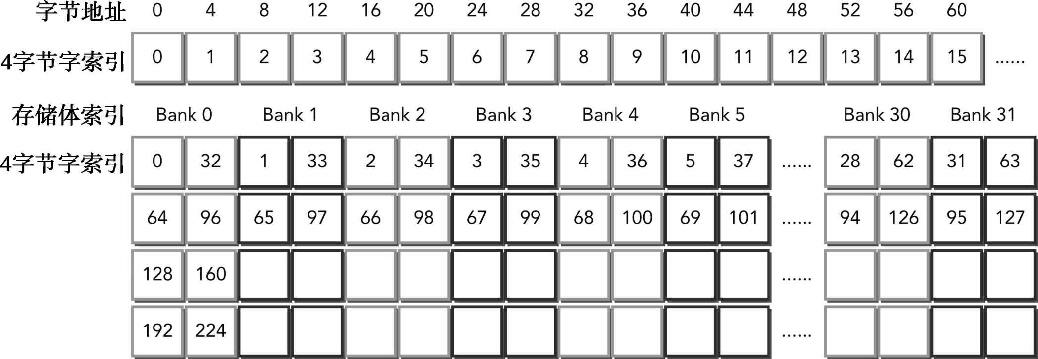 字节地址 0 4 8 12 16 20 24 28 32 36 40 44 48 52 56 60
4字节字索引 0 1 2 3 4 5 6 7 8 9 10 11 12 13 14 15 ......
存储体索引 Bank 0 Bank 1 Bank 2 Bank 3 Bank 4 Bank 5 Bank 30 Bank 31
4字节字索引 0 32 1 33 2 34 3 35 4 36 5 37 ...... 28 62 31 63
64 96 65 97 66 98 67 99 68 100 69 101 ...... 94 126 95 127
128 160 ......
192 224 ......